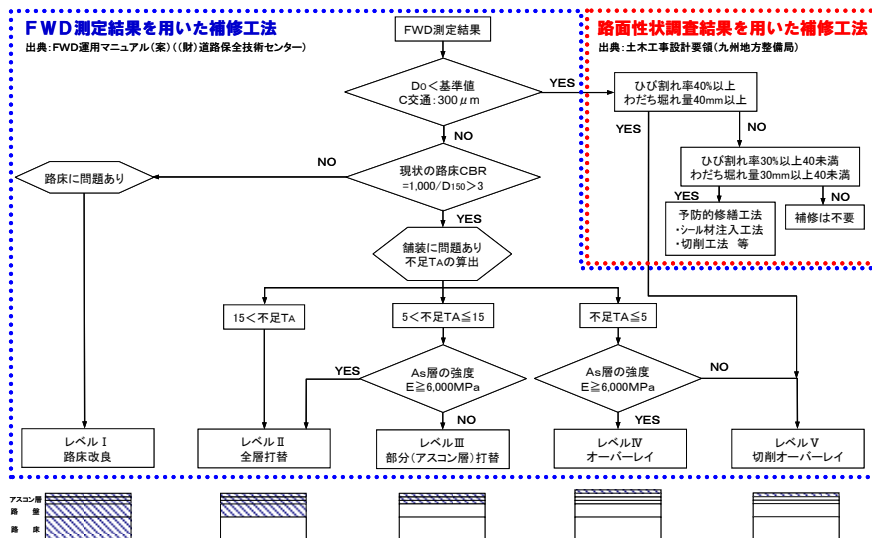 FWD測定結果を用いた補修工法
出典:FWD運用マニュアル(案)((財)道路保全技術センター)
路面性状調査結果を用いた補修工法
出典:土木工事設計要領(九州地方整備局)
FWD測定結果
D0<基準値
C交通:300μm
YES
NO
ひび割れ率40%以上
わだち堀れ量40mm以上
YES
NO
現状の路床CBR
=1,000/D150>3
NO
YES
路床に問題あり
ひび割れ率30%以上40未満
わだち堀れ量30mm以上40未満
YES
NO
予防的修繕工法
・シール材注入工法
・切削工法 等
補修は不要
舗装に問題あり
不足TAの算出
15<不足TA
5<不足TA≦15
不足TA≦5
As層の強度
E≧6,000MPa
YES
NO
As層の強度
E≧6,000MPa
NO
YES
レベルⅠ
路床改良
レベルⅡ
全層打替
レベルⅢ
部分(アスコン層)打替
レベルⅣ
オーバーレイ
レベルⅤ
切削オーバーレイ
アスコン層
路 盤
路 床